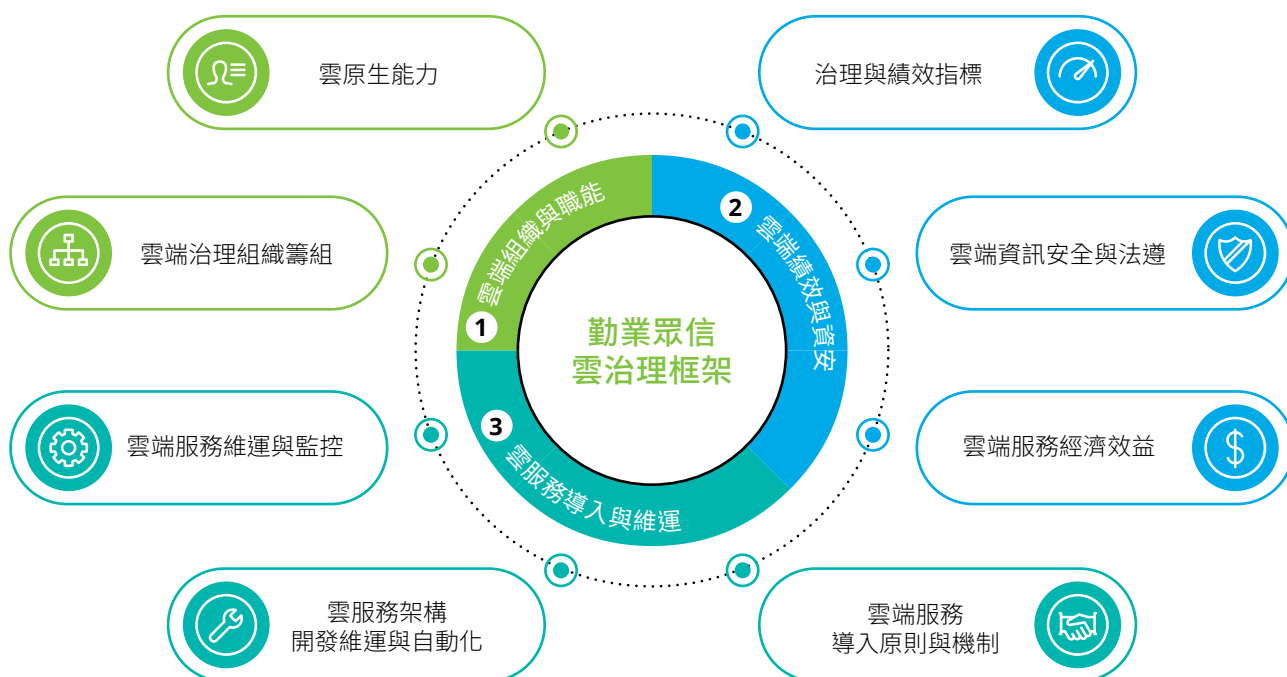 雲原生能力
治理與績效指標
雲端治理組織籌組
雲端資訊安全與法遵
1
雲端組織與職能
2
雲端績效與資安
勤業眾信
雲治理框架
3
雲服務導入與維運
雲端服務維運與監控
雲端服務經濟效益
$
雲服務架構
開發維運與自動化
雲端服務
導入原則與機制